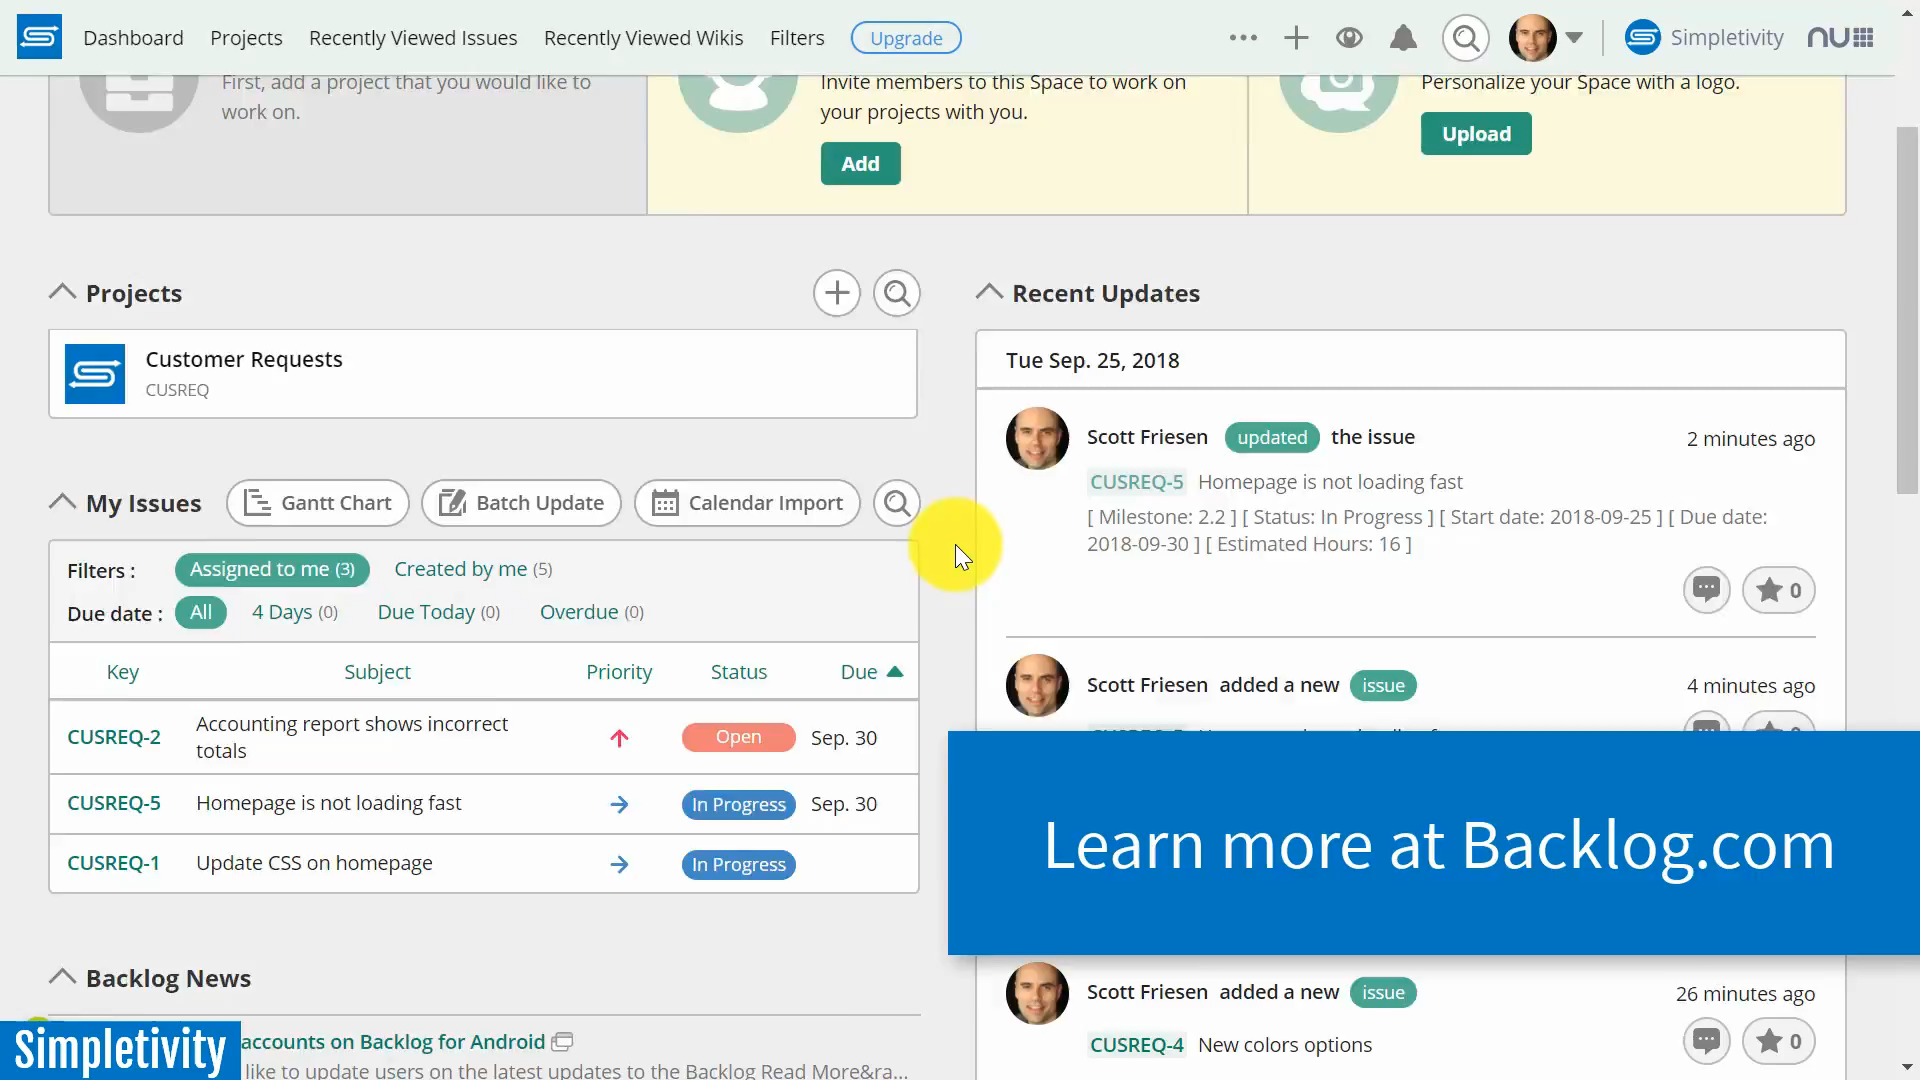 Dashboard Projects Recently Viewed Issues Recently Viewed Wikis Filters Upgrade Simpletivity nu
First, add a project that you would like to
work on.
Invite members to this Space to work on
your projects with you.
Add
Personalize your Space with a logo.
Upload
Projects
Customer Requests
CUSREQ
My Issues Gantt Chart Batch Update Calendar Import
Filters : Assigned to me (3) Created by me (5)
Due date : All 4 Days (0) Due Today (0) Overdue (0)
Key Subject Priority Status Due
CUSREQ-2 Accounting report shows incorrect
totals Open Sep. 30
CUSREQ-5 Homepage is not loading fast In Progress Sep. 30
CUSREQ-1 Update CSS on homepage In Progress
Backlog News
accounts on Backlog for Android
like to update users on the latest updates to the Backlog Read More&ra...
Simpletivity
Recent Updates
Tue Sep. 25, 2018
Scott Friesen updated the issue 2 minutes ago
CUSREQ-5 Homepage is not loading fast
[ Milestone: 2.2 ] [ Status: In Progress ] [ Start date: 2018-09-25 ] [ Due date:
2018-09-30 ] [ Estimated Hours: 16 ]
0
Scott Friesen added a new issue 4 minutes ago
Learn more at Backlog.com
Scott Friesen added a new issue 26 minutes ago
CUSREQ-4 New colors options
0